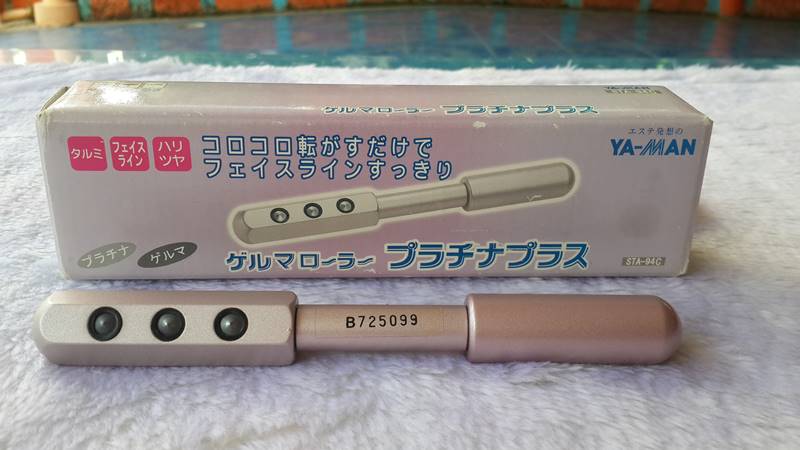 ゲルマローラー プラチナプラス
YA-MAN
タルミ
フェイスライン
ハリツヤ
コロコロ転がすだけで
フェイスラインすっきり
エステ発想の
YA-MAN
プラチナ
ゲルマ
ゲルマローラー プラチナプラス
STA-94G
B725099